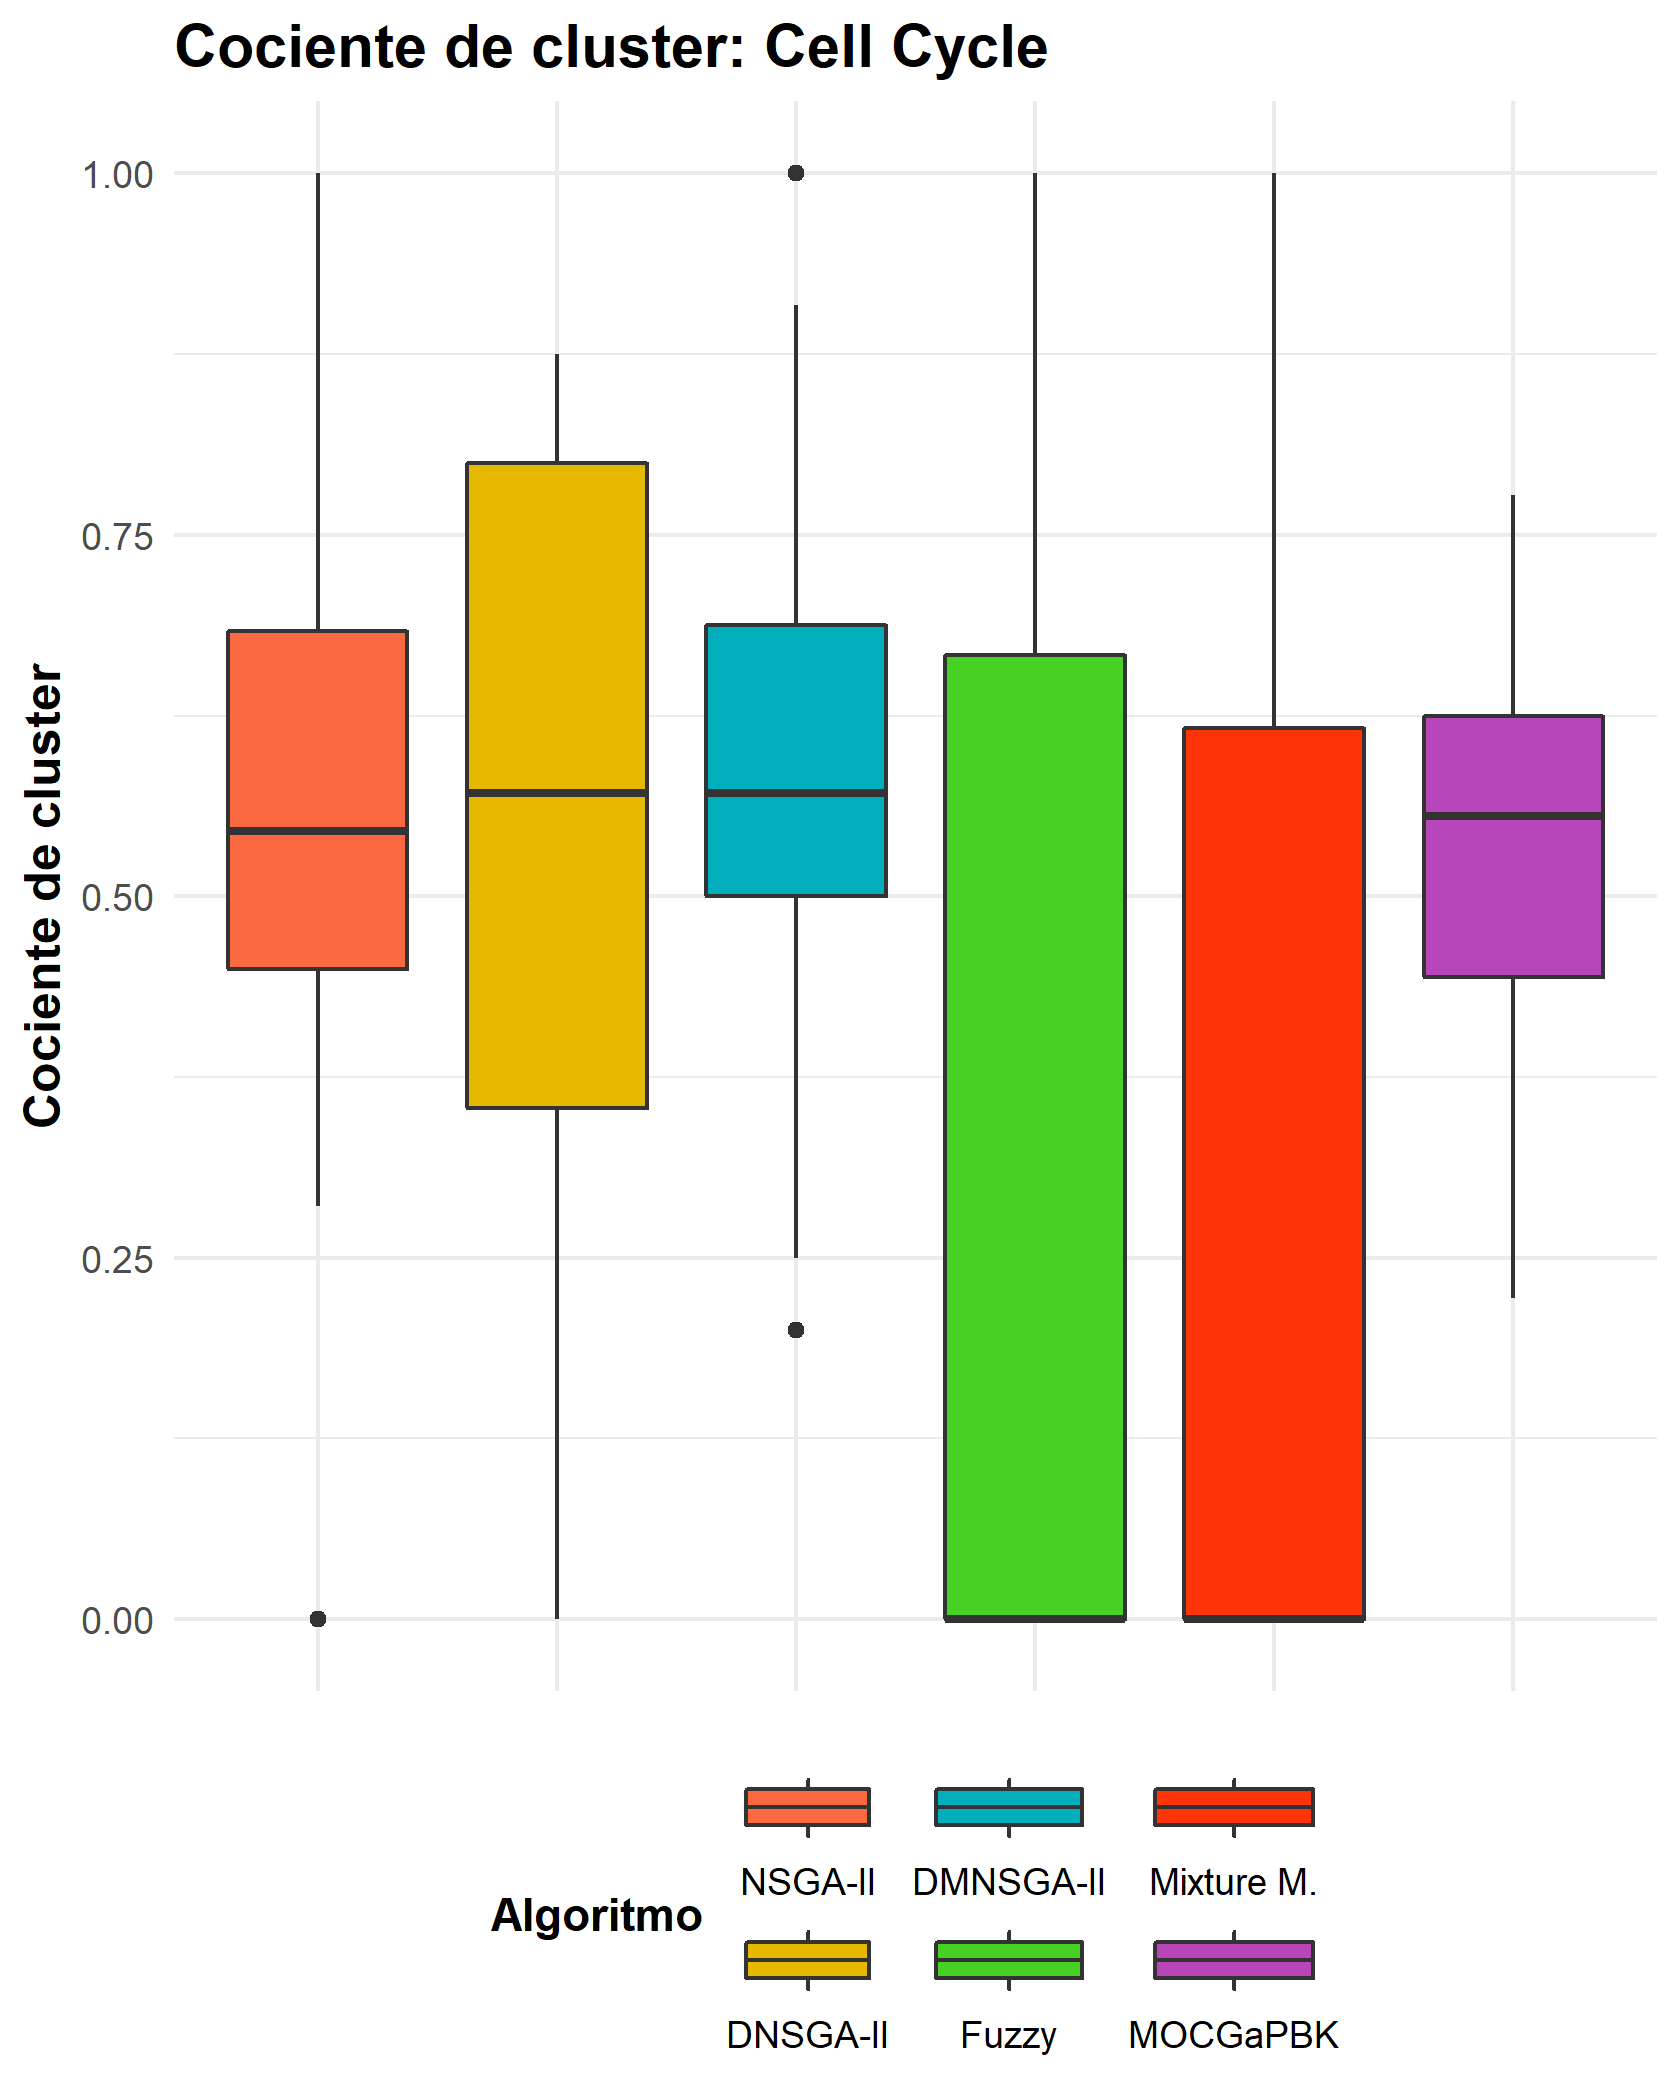 Cociente de cluster: Cell Cycle
Cociente de cluster
1.00
0.75
0.50
0.25
0.00
Algoritmo
NSGA-II
DMNSGA-II
Mixture M.
DNSGA-II
Fuzzy
MOCGaPBK